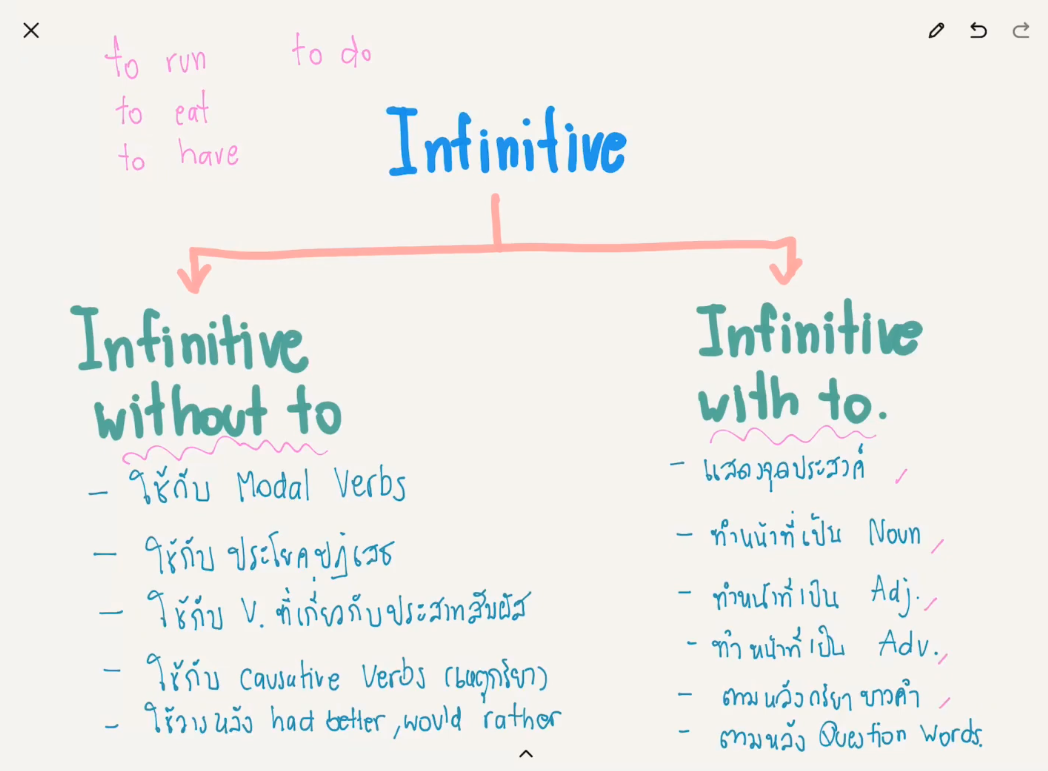 to run to do
to eat
to have
Infinitive
Infinitive
without to
- ใช้กับ Modal Verbs
- ใช้กับ ประโยคปฏิเสธ
- ใช้กับ V. ที่เกี่ยวกับประสาทสัมผัส
- ใช้กับ Causative Verbs (เหตุกริยา)
- ใช้วางหลัง had better, would rather
Infinitive
with to.
- แสดงจุดประสงค์
- ทำหน้าที่เป็น Noun
- ทำหน้าที่เป็น Adj.
- ทำหน้าที่เป็น Adv.
- ตามหลังกริยาบางคำ
- ตามหลัง Question Words.